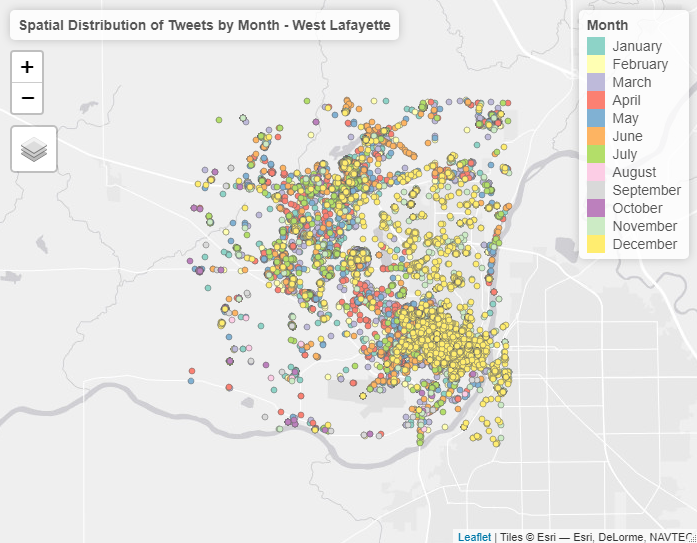 Spatial Distribution of Tweets by Month - West Lafayette
+
−
Month
January
February
March
April
May
June
July
August
September
October
November
December
Leaflet | Tiles © Esri — Esri, DeLorme, NAVTEQ